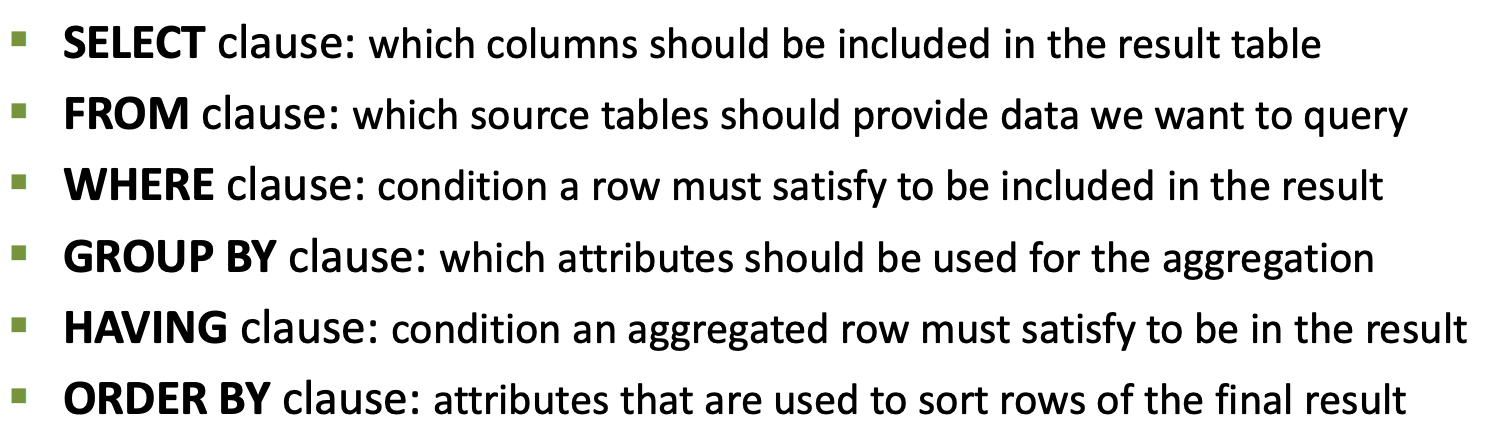 ▪ SELECT clause: which columns should be included in the result table
▪ FROM clause: which source tables should provide data we want to query
▪ WHERE clause: condition a row must satisfy to be included in the result
▪ GROUP BY clause: which attributes should be used for the aggregation
▪ HAVING clause: condition an aggregated row must satisfy to be in the result
▪ ORDER BY clause: attributes that are used to sort rows of the final result